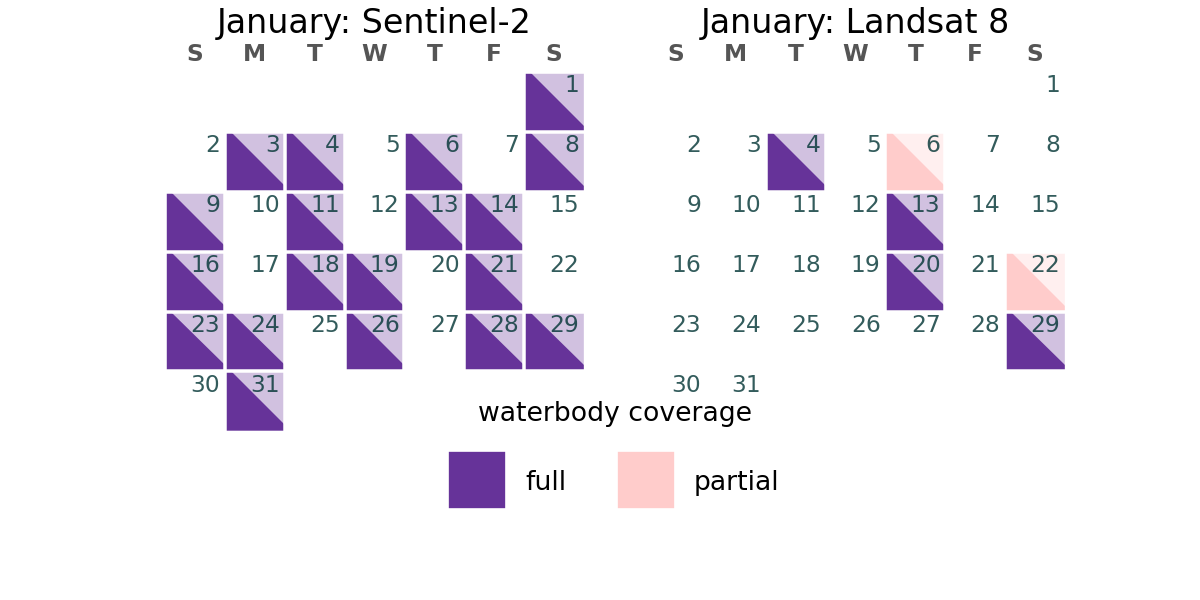 January: Sentinel-2
S M T W T F S
1
2 3 4 5 6 7 8
9 10 11 12 13 14 15
16 17 18 19 20 21 22
23 24 25 26 27 28 29
30 31
January: Landsat 8
S M T W T F S
1
2 3 4 5 6 7 8
9 10 11 12 13 14 15
16 17 18 19 20 21 22
23 24 25 26 27 28 29
30 31
waterbody coverage
full partial